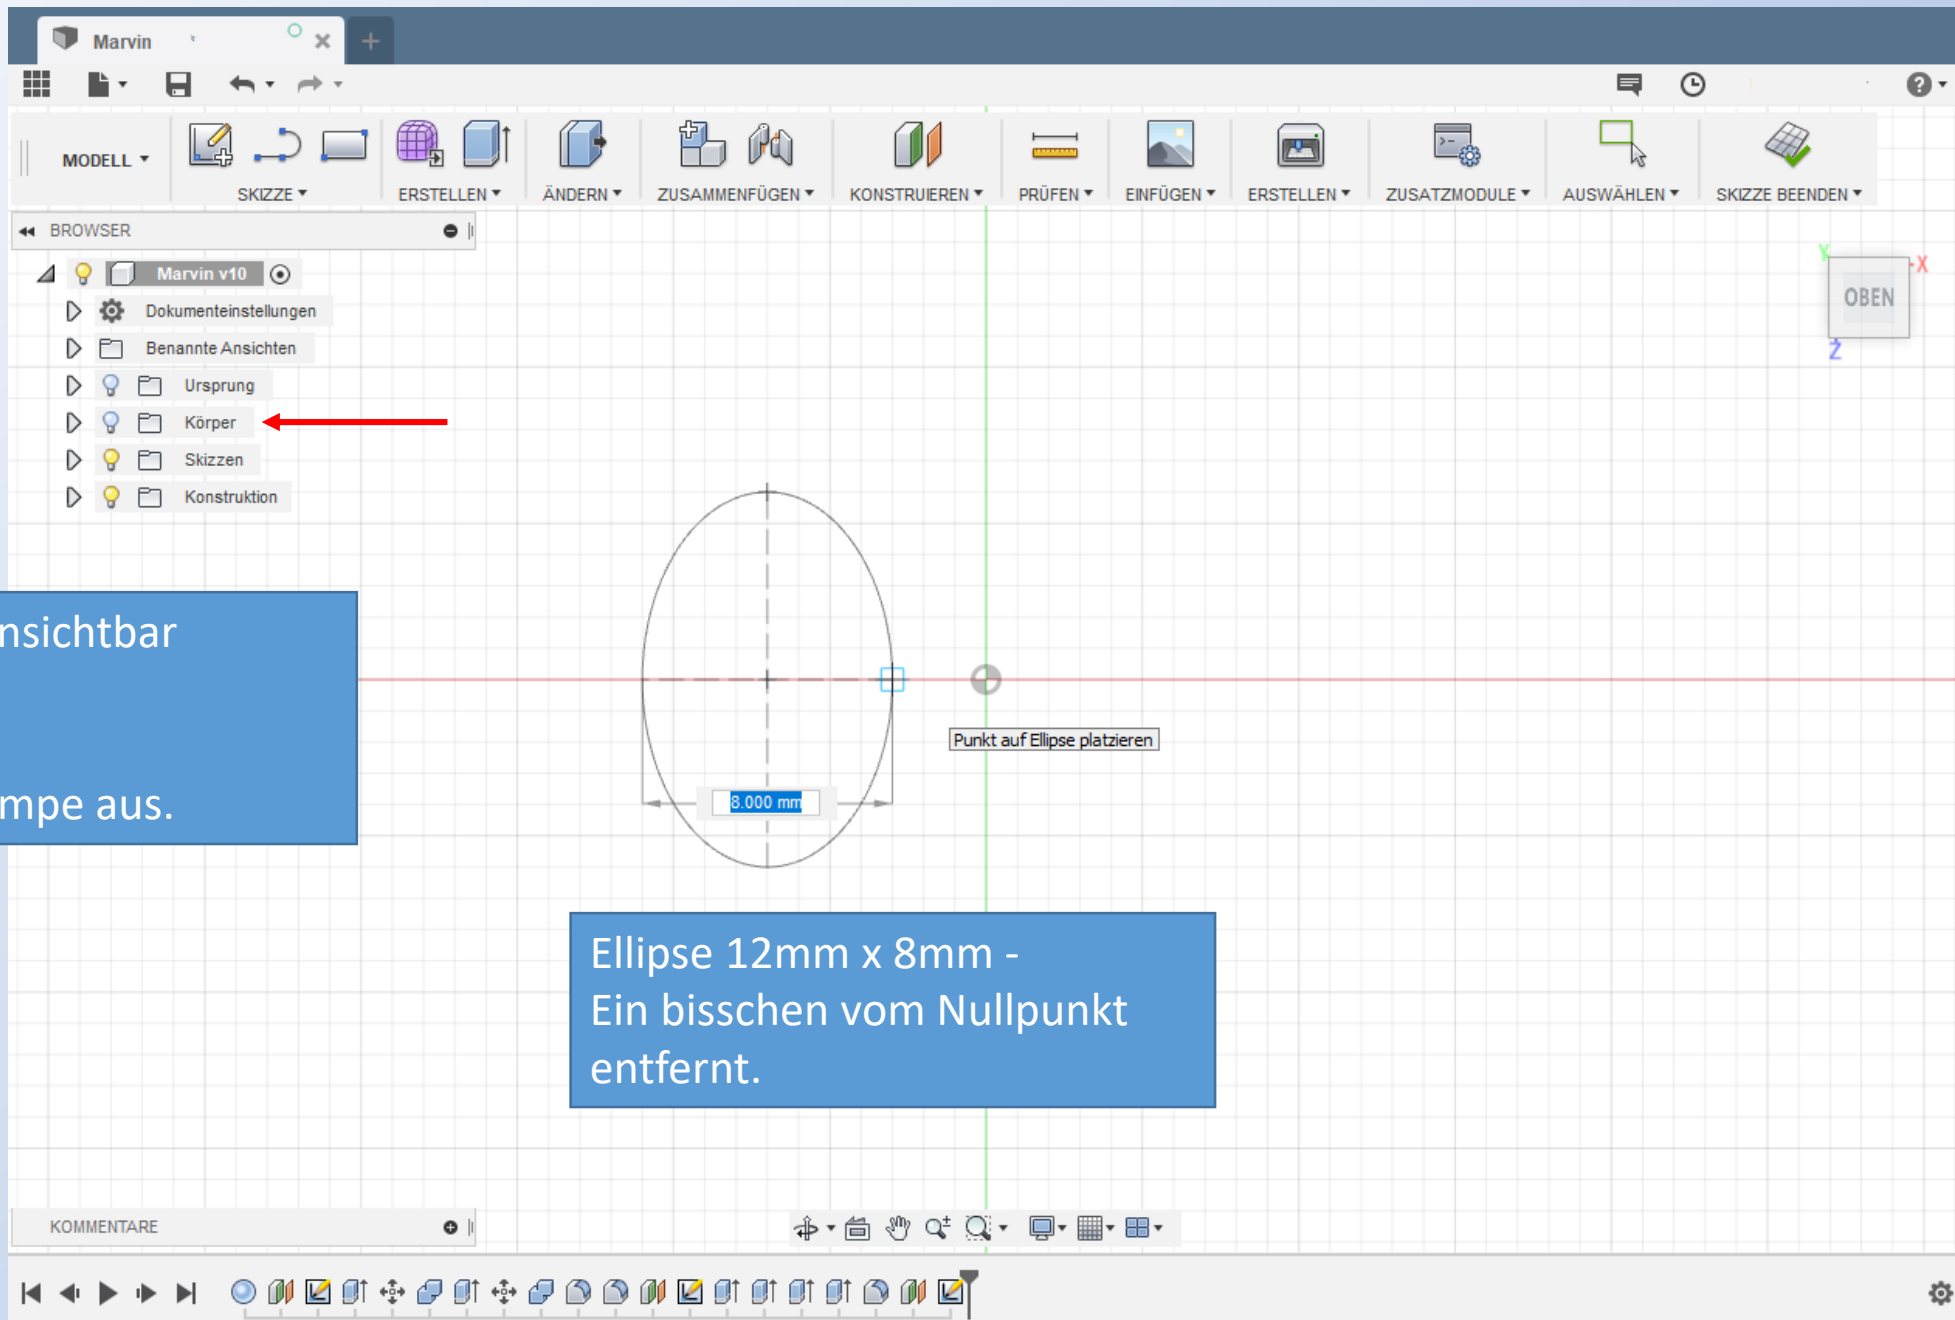 Marvin
MODELL
SKIZZE
ERSTELLEN
ÄNDERN
ZUSAMMENFÜGEN
KONSTRUIEREN
PRÜFEN
EINFÜGEN
ERSTELLEN
ZUSATZMODULE
AUSWÄHLEN
SKIZZE BEENDEN
BROWSER
Marvin v10
Dokumenteinstellungen
Benannte Ansichten
Ursprung
Körper
Skizzen
Konstruktion
Y
-X
OBEN
Z
nsichtbar
mpe aus.
Punkt auf Ellipse platzieren
8.000 mm
Ellipse 12mm x 8mm -
Ein bisschen vom Nullpunkt
entfernt.
KOMMENTARE